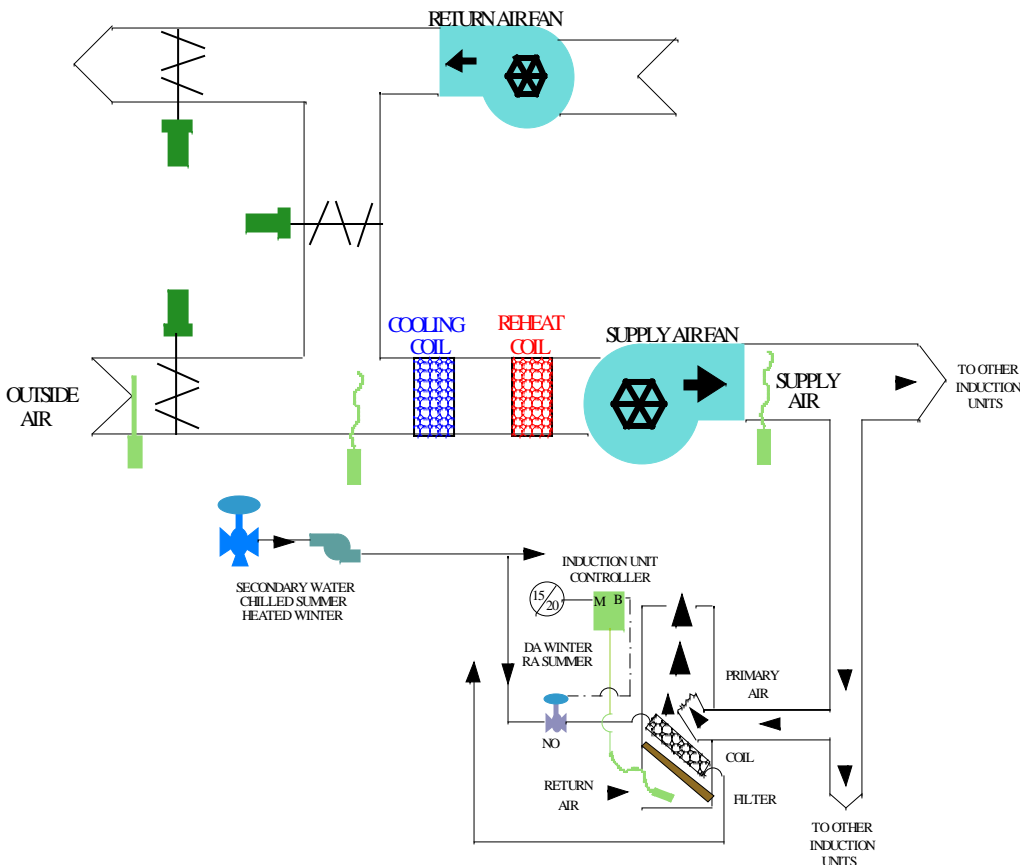 RETURN AIR FAN
COOLING
COIL
REHEAT
COIL
SUPPLY AIR FAN
OUTSIDE
AIR
SUPPLY
AIR
TO OTHER
INDUCTION
UNITS
SECONDARY WATER
CHILLED SUMMER
HEATED WINTER
INDUCTION UNIT
CONTROLLER
15/20
M B
DA WINTER
RA SUMMER
PRIMARY
AIR
NO
COIL
RETURN
AIR
FILTER
TO OTHER
INDUCTION
UNITS